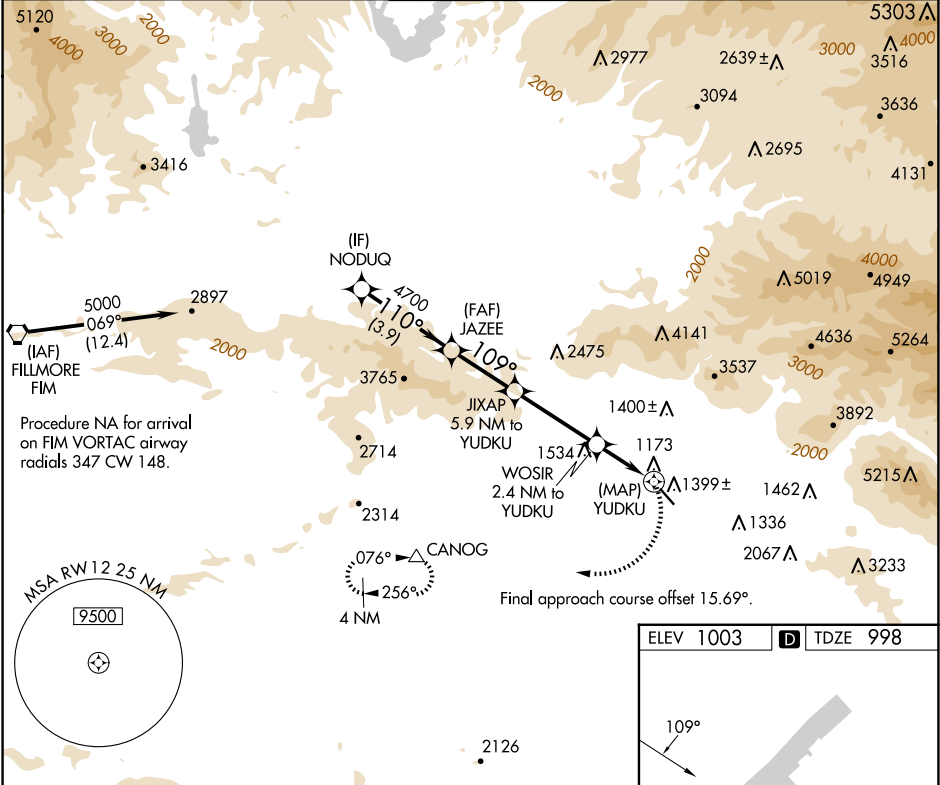 5120
4000
3000
2000
2977
2639±
3000
5303
4000
3516
2000
3094
3636
2695
3416
4131
(IF)
NODUQ
2000
4000
5019
4949
5000
069°
(12.4)
2897
4700
110°
(3.9)
(FAF)
JAZEE
109°
4141
4636
5264
(IAF)
FILLMORE
FIM
2000
2475
3000
3765
3537
JIXAP
5.9 NM to
YUDKU
1400±
3892
Procedure NA for arrival
on FIM VORTAC airway
radials 347 CW 148.
2714
1534
1173
2000
WOSIR
2.4 NM to
YUDKU
(MAP)
YUDKU
1399±
1462
5215
2314
1336
076°
CANOG
2067
3233
256°
4 NM
Final approach course offset 15.69°.
MSA RW12 25 NM
9500
ELEV 1003
D
TDZE 998
109°
2126